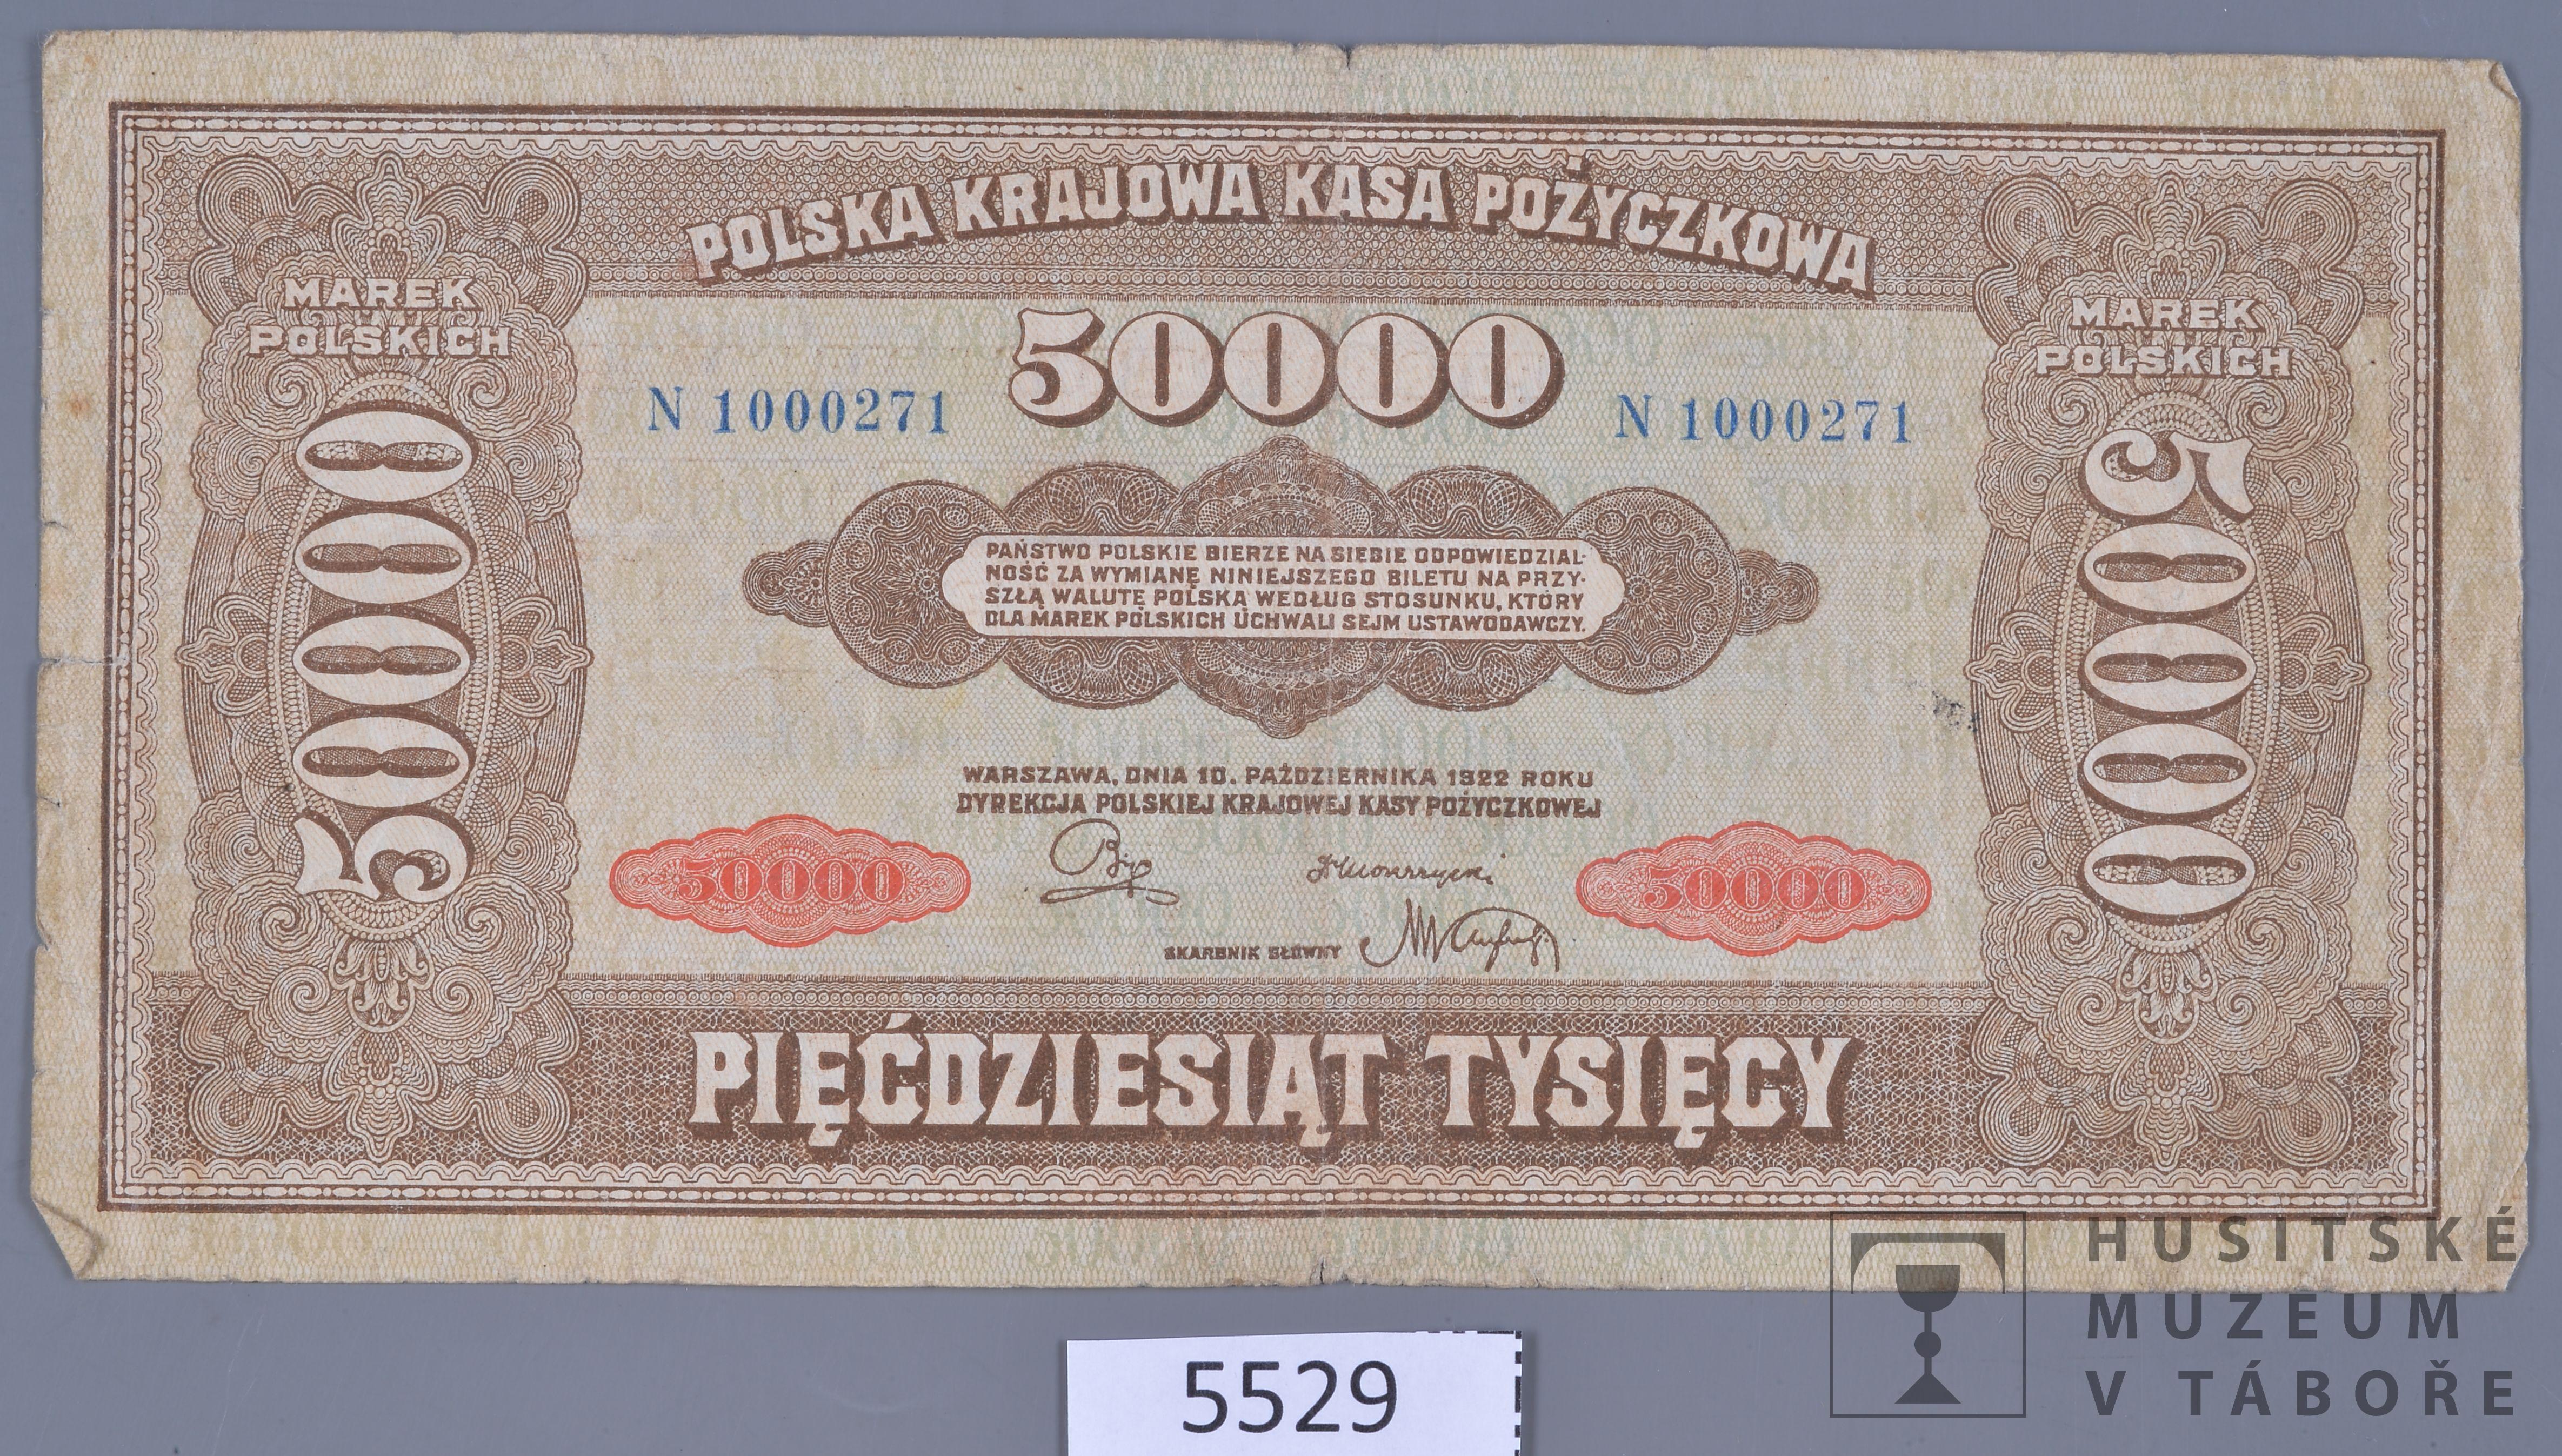 POLSKA KRAJOWA KASA POŻYCZKOWA
MAREK
POLSKICH
50000
MAREK
POLSKICH
50000
N 1000271
50000
N 1000271
PAŃSTWO POLSKIE BIERZE NA SIEBIE ODPOWIEDZIAL-
NOŚĆ ZA WYMIANĘ NINIEJSZEGO BILETU NA PRZY-
SZŁĄ WALUTĘ POLSKĄ WEDŁUG STOSUNKU, KTÓRY
DLA MAREK POLSKICH UCHWALI SEJM USTAWODAWCZY.
WARSZAWA, DNIA 10. PAŹDZIERNIKA 1922 ROKU
DYREKCJA POLSKIEJ KRAJOWEJ KASY POŻYCZKOWEJ
50000
50000
SKARBNIK GŁÓWNY
PIĘĆDZIESIĄT TYSIĘCY
5529
HUSITSKÉ
MUZEUM
V TÁBOŘE